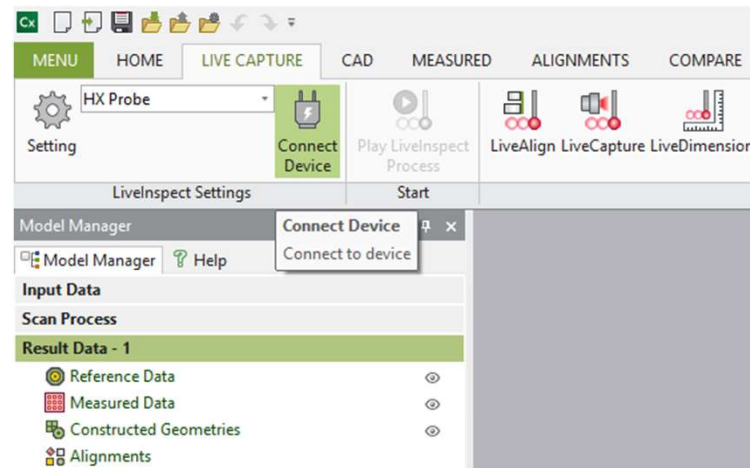 Cx
MENU HOME LIVE CAPTURE CAD MEASURED ALIGNMENTS COMPARE
HX Probe
Setting
Connect Device
Play LiveInspect Process
LiveAlign LiveCapture LiveDimension
LiveInspect Settings Start
Model Manager
Connect Device
Connect to device
Model Manager ? Help
Input Data
Scan Process
Result Data - 1
Reference Data
Measured Data
Constructed Geometries
Alignments